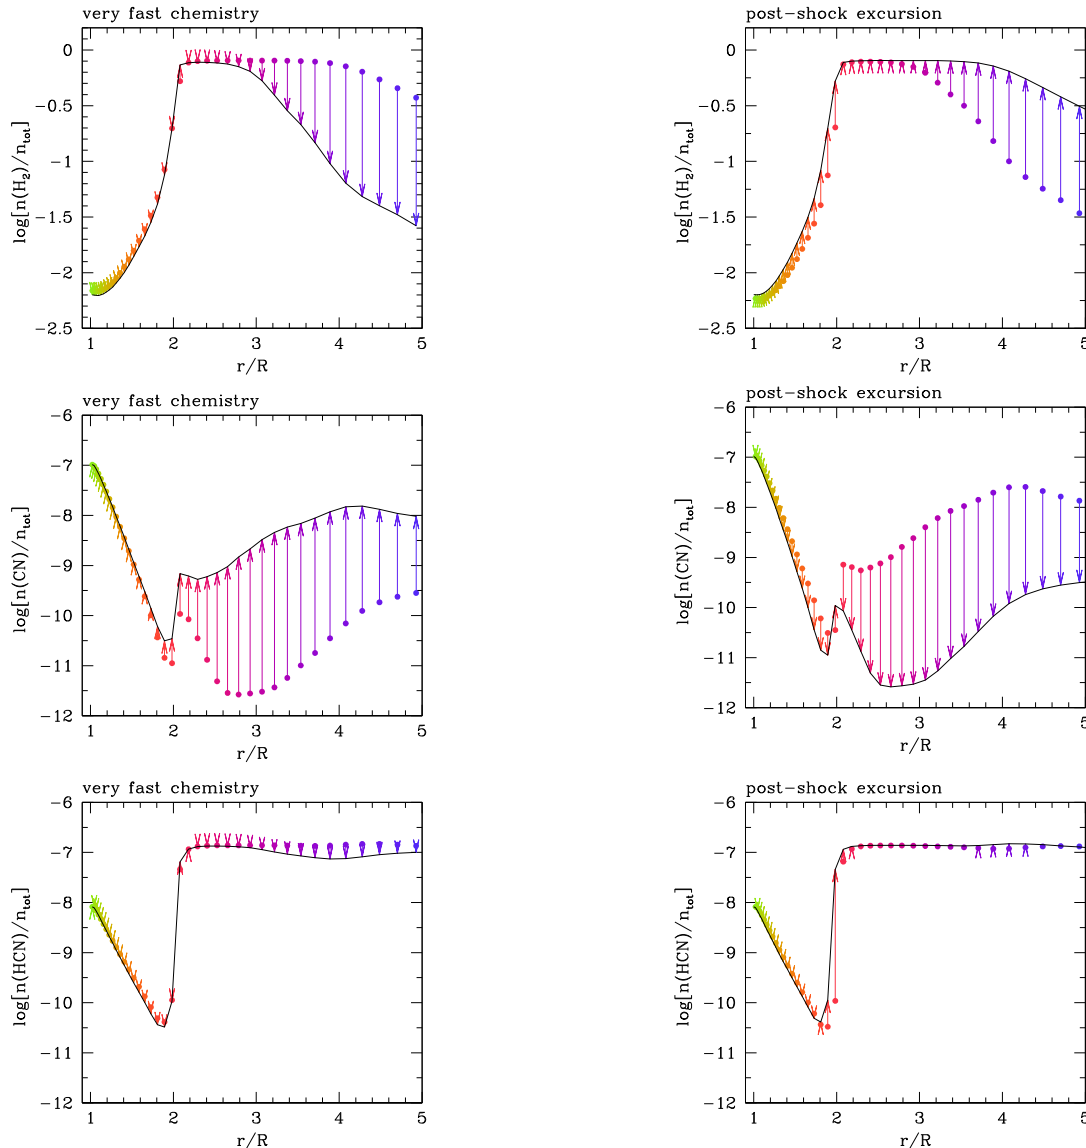 very fast chemistry
0
−0.5
−1
−1.5
−2
−2.5
log[n(H2)/ntot]
1 2 3 4 5
r/R
post−shock excursion
0
−0.5
−1
−1.5
−2
−2.5
log[n(H2)/ntot]
1 2 3 4 5
r/R
very fast chemistry
−6
−7
−8
−9
−10
−11
−12
log[n(CN)/ntot]
1 2 3 4 5
r/R
post−shock excursion
−6
−7
−8
−9
−10
−11
−12
log[n(CN)/ntot]
1 2 3 4 5
r/R
very fast chemistry
−6
−7
−8
−9
−10
−11
−12
log[n(HCN)/ntot]
1 2 3 4 5
r/R
post−shock excursion
−6
−7
−8
−9
−10
−11
−12
log[n(HCN)/ntot]
1 2 3 4 5
r/R